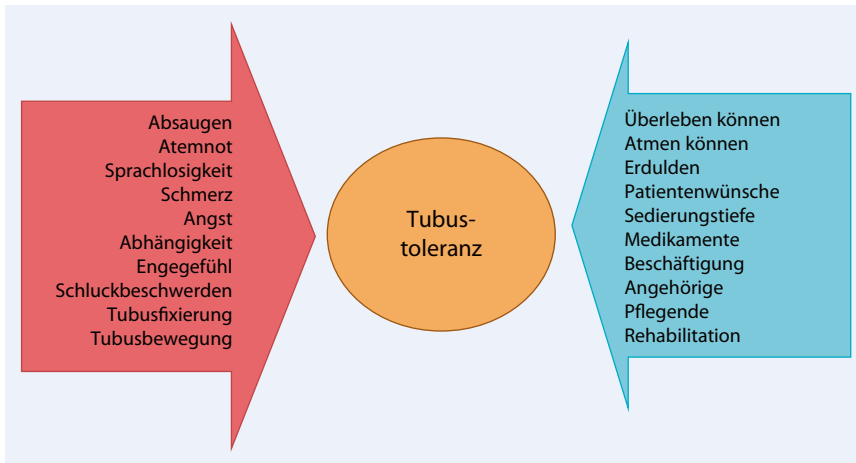 Absaugen
Atemnot
Sprachlosigkeit
Schmerz
Angst
Abhängigkeit
Engegefühl
Schluckbeschwerden
Tubusfixierung
Tubusbewegung
Tubus-
toleranz
Überleben können
Atmen können
Erdulden
Patientenwünsche
Sedierungstiefe
Medikamente
Beschäftigung
Angehörige
Pflegende
Rehabilitation